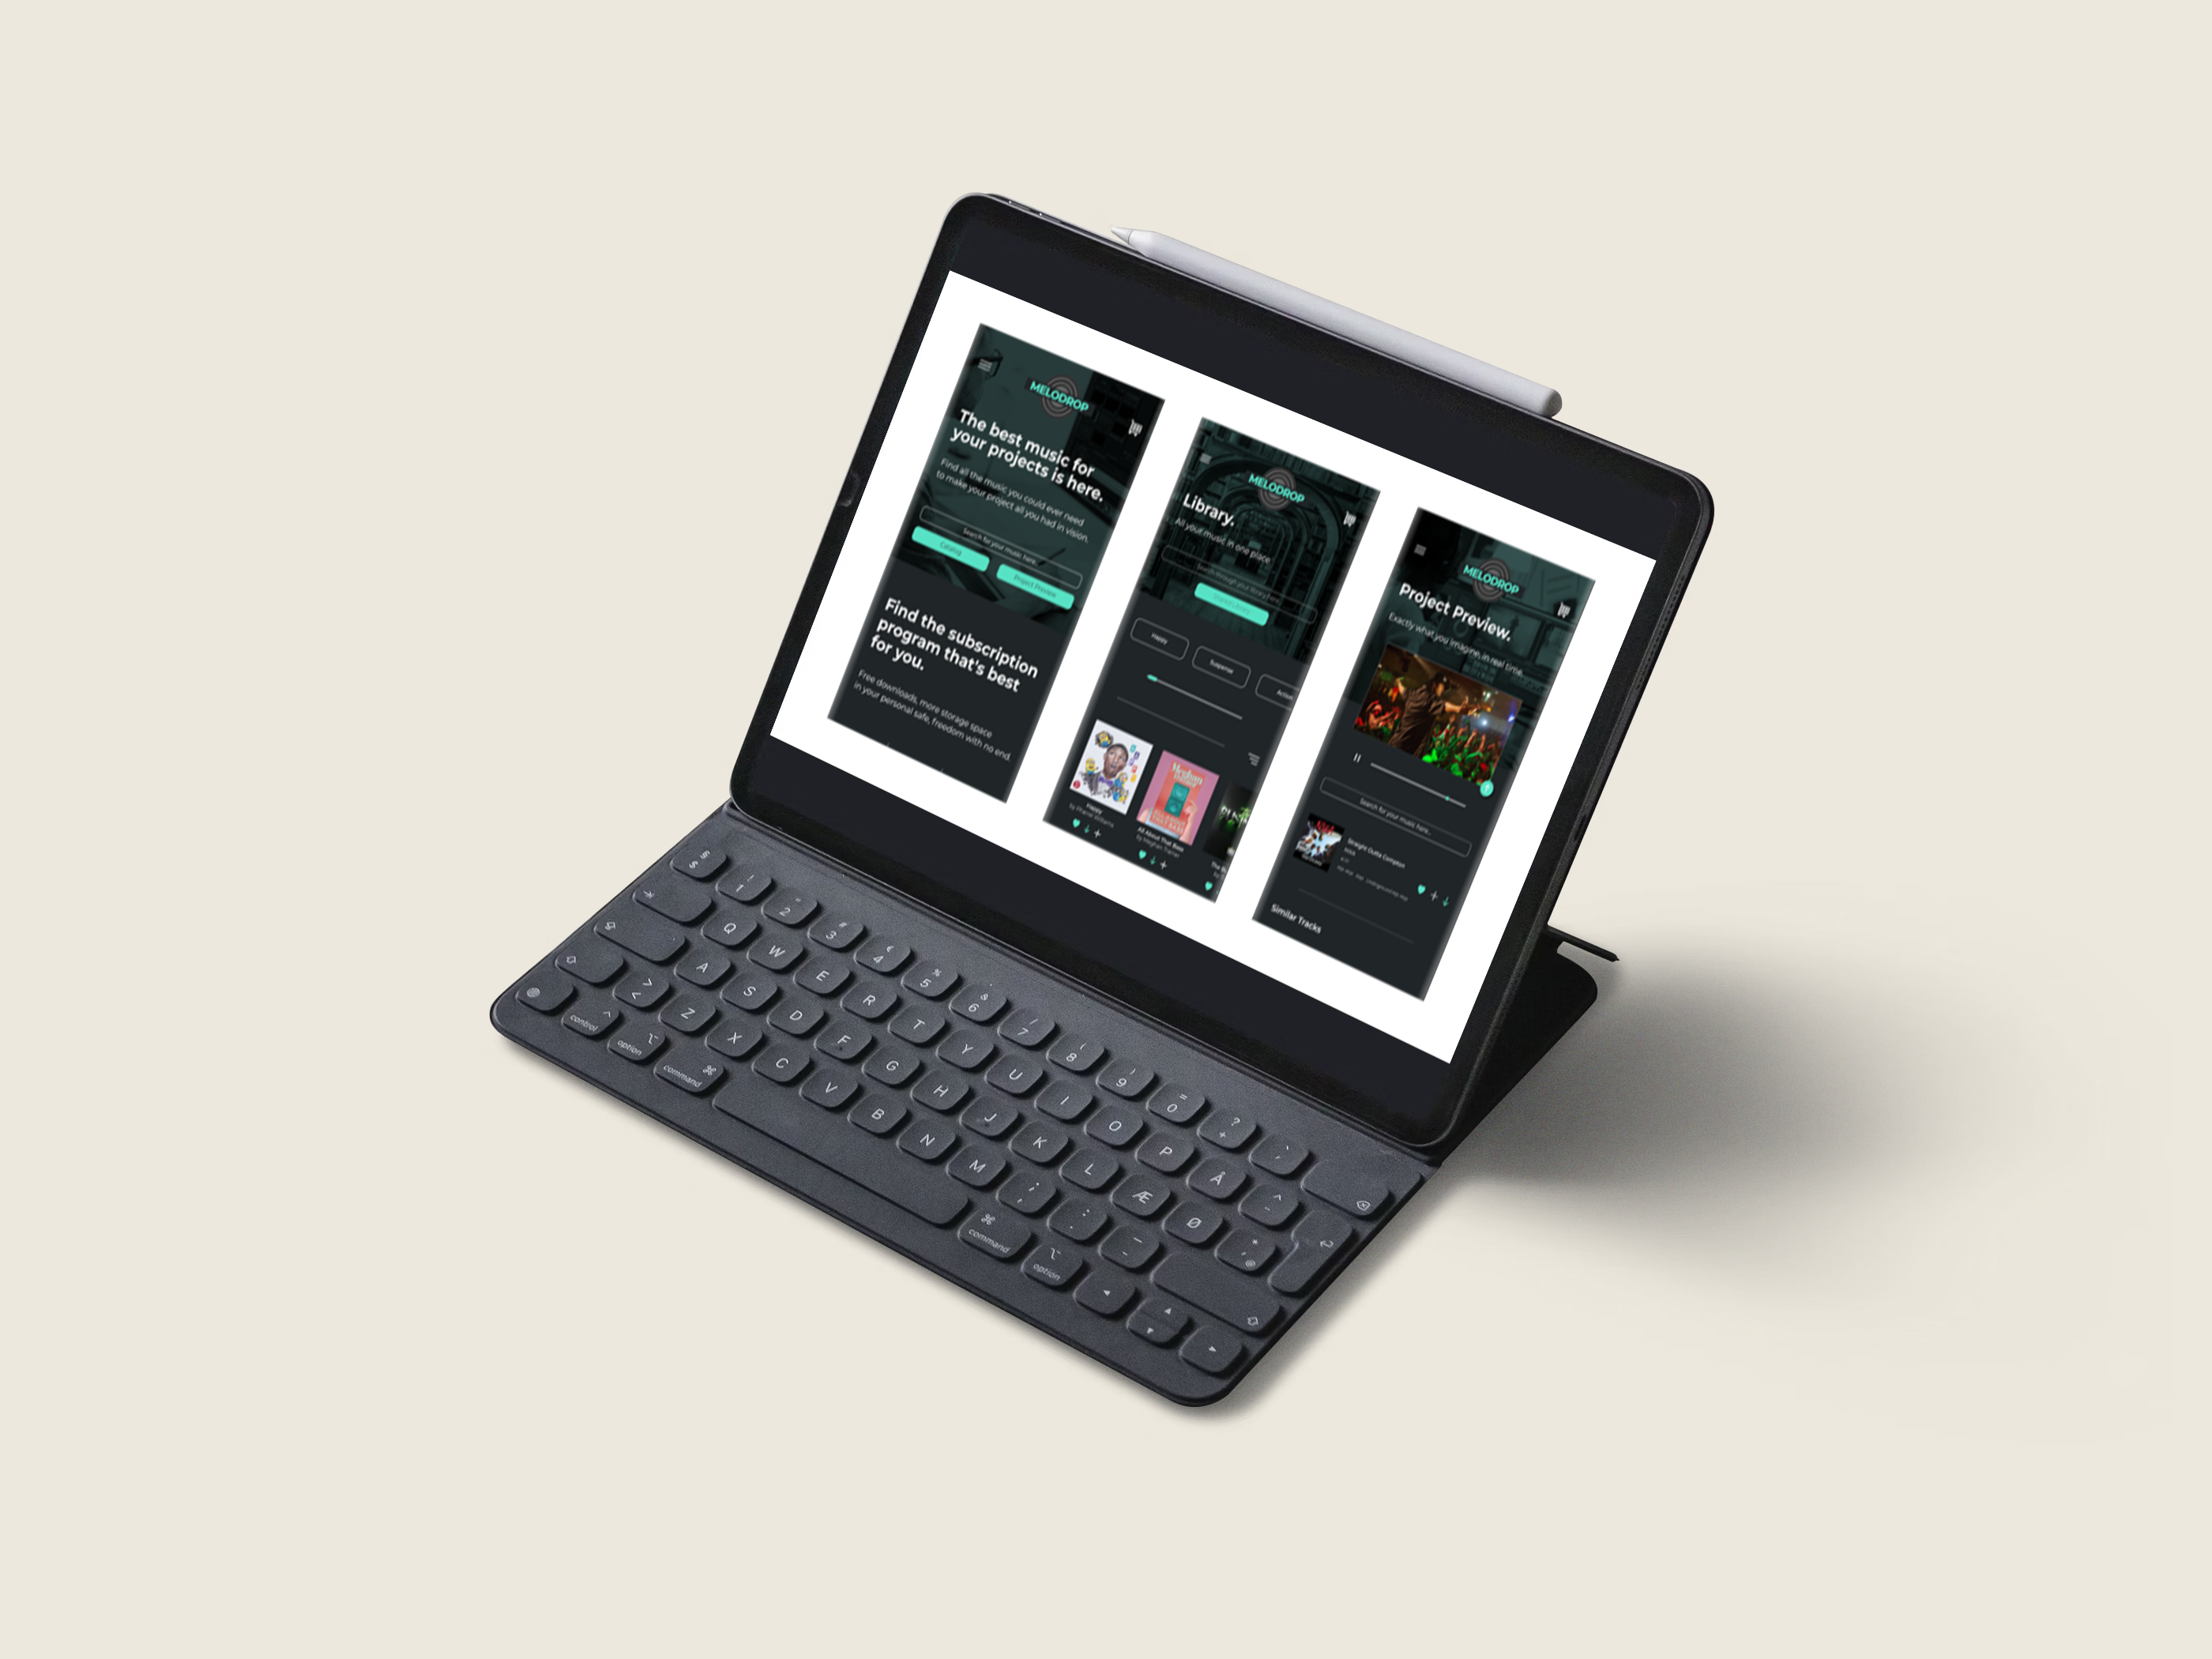 MELODROP
The best music for
your projects is here.
Find all the music you could ever need
to make your project all you had in vision.
Search for your music here...
Catalog
Project Preview
Find the subscription
program that's best
for you.
Free downloads, more storage space
in your personal safe, freedom with no end.
MELODROP
Library.
All your music in one place.
Search through your library here...
Happy
Suspense
Action
Happy
by Pharrell Williams
All About That Bass
by Meghan Trainor
MELODROP
Project Preview.
Exactly what you imagine, in real time.
Search for your music here...
Straight Outta Compton
NWA
Similar Tracks
§ ! " # € % & / ( ) = ? `
$ 1 2 3 4 5 6 7 8 9 0 +
Q W E R T Y U I O P Å ^ ¨
A S D F G H J K L Æ Ø * ' @
> < Z X C V B N M ; , : . _ -
control option command command option